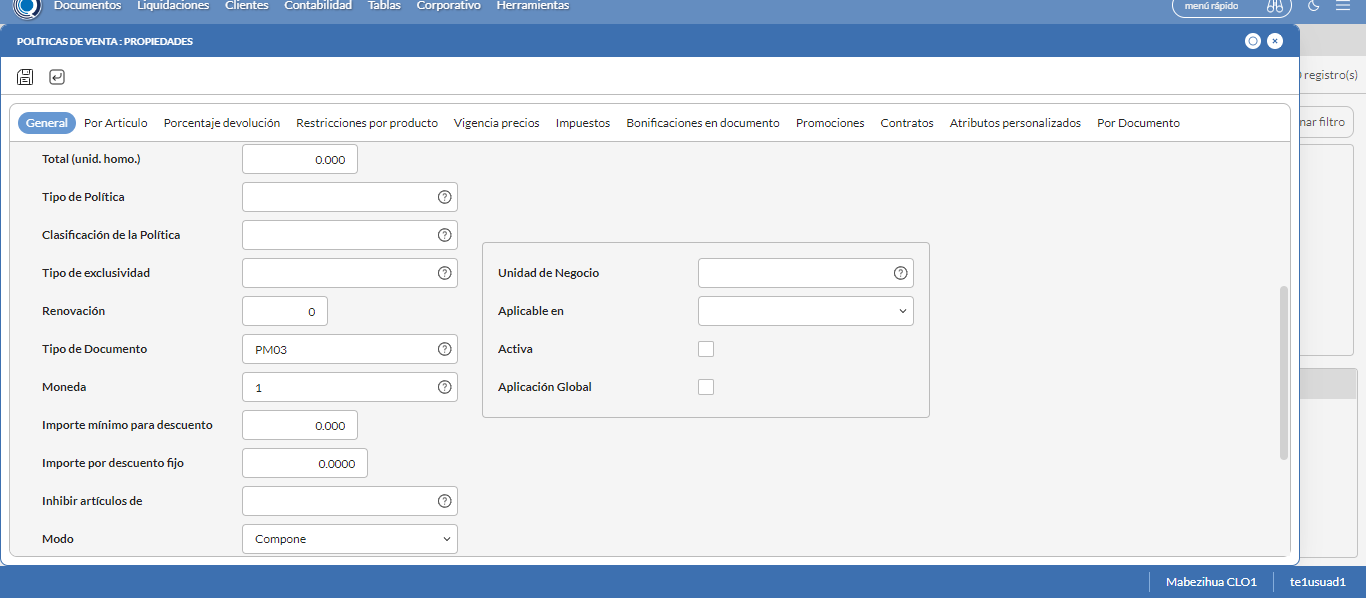 Documentos Liquidaciones Clientes Contabilidad Tablas Corporativo Herramientas menú rápido
POLÍTICAS DE VENTA : PROPIEDADES
registro(s)
General Por Articulo Porcentaje devolución Restricciones por producto Vigencia precios Impuestos Bonificaciones en documento Promociones Contratos Atributos personalizados Por Documento
nar filtro
Total (unid. homo.) 0.000
Tipo de Política
Clasificación de la Política
Tipo de exclusividad
Unidad de Negocio
Renovación 0
Aplicable en
Tipo de Documento PM03
Activa
Moneda 1
Aplicación Global
Importe mínimo para descuento 0.000
Importe por descuento fijo 0.0000
Inhibir artículos de
Modo Compone
Mabezihua CLO1 te1usuad1